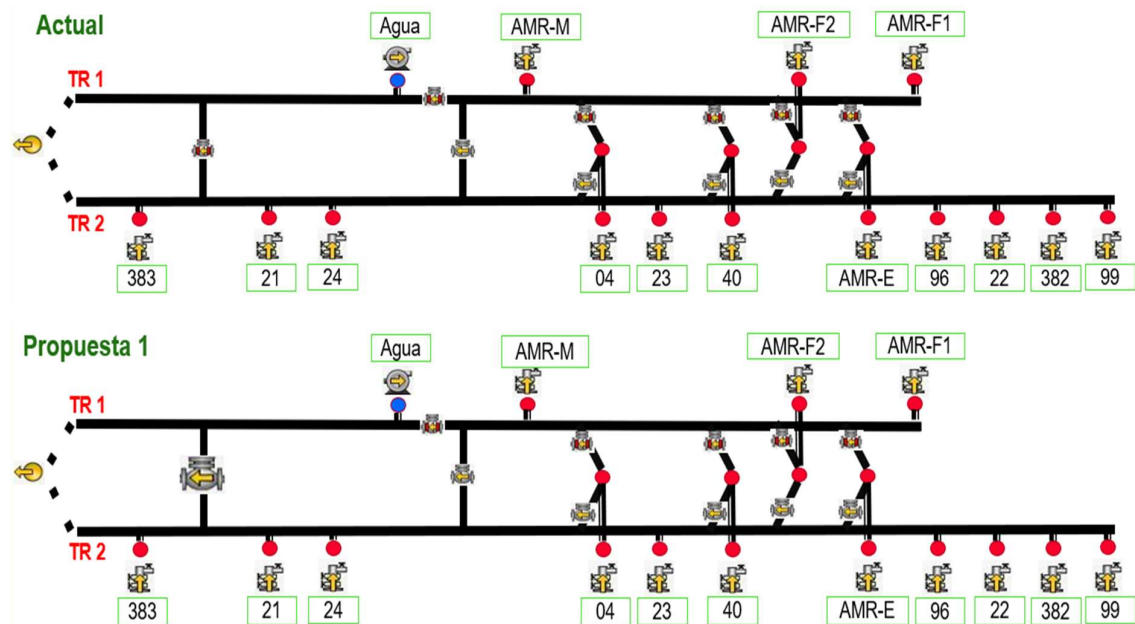 Actual
Agua
AMR-M
AMR-F2
AMR-F1
TR 1
TR 2
383
21
24
04
23
40
AMR-E
96
22
382
99
Propuesta 1
Agua
AMR-M
AMR-F2
AMR-F1
TR 1
TR 2
383
21
24
04
23
40
AMR-E
96
22
382
99